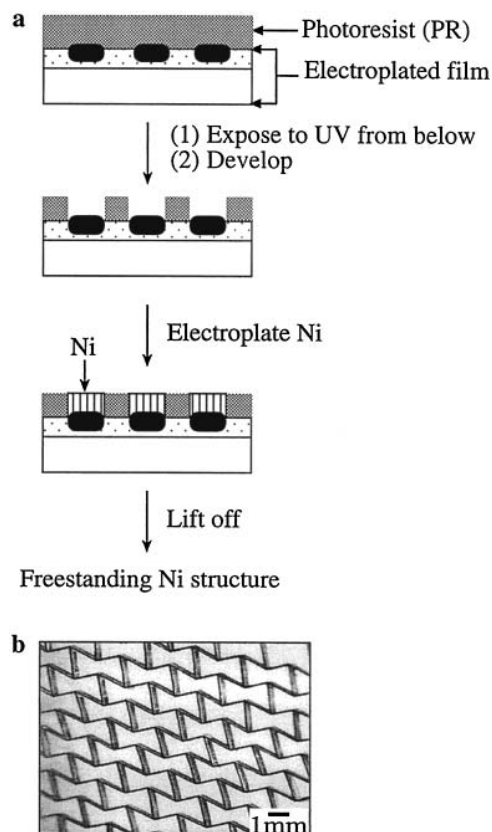 a
Photoresist (PR)
Electroplated film
(1) Expose to UV from below
(2) Develop
Electroplate Ni
Ni
Lift off
Freestanding Ni structure
b
1mm